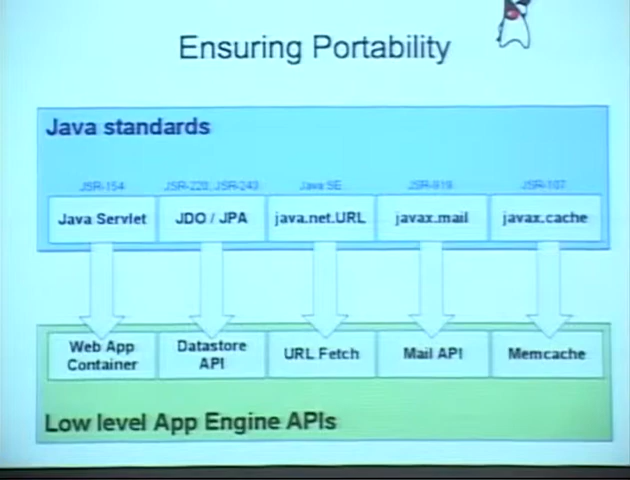 Ensuring Portability
Java standards
JSR-154 JSR-220, JSR-243 Java SE JSR-919 JSR-107
Java Servlet JDO / JPA java.net.URL javax.mail javax.cache
Web App Container
Datastore API
URL Fetch
Mail API
Memcache
Low level App Engine APIs